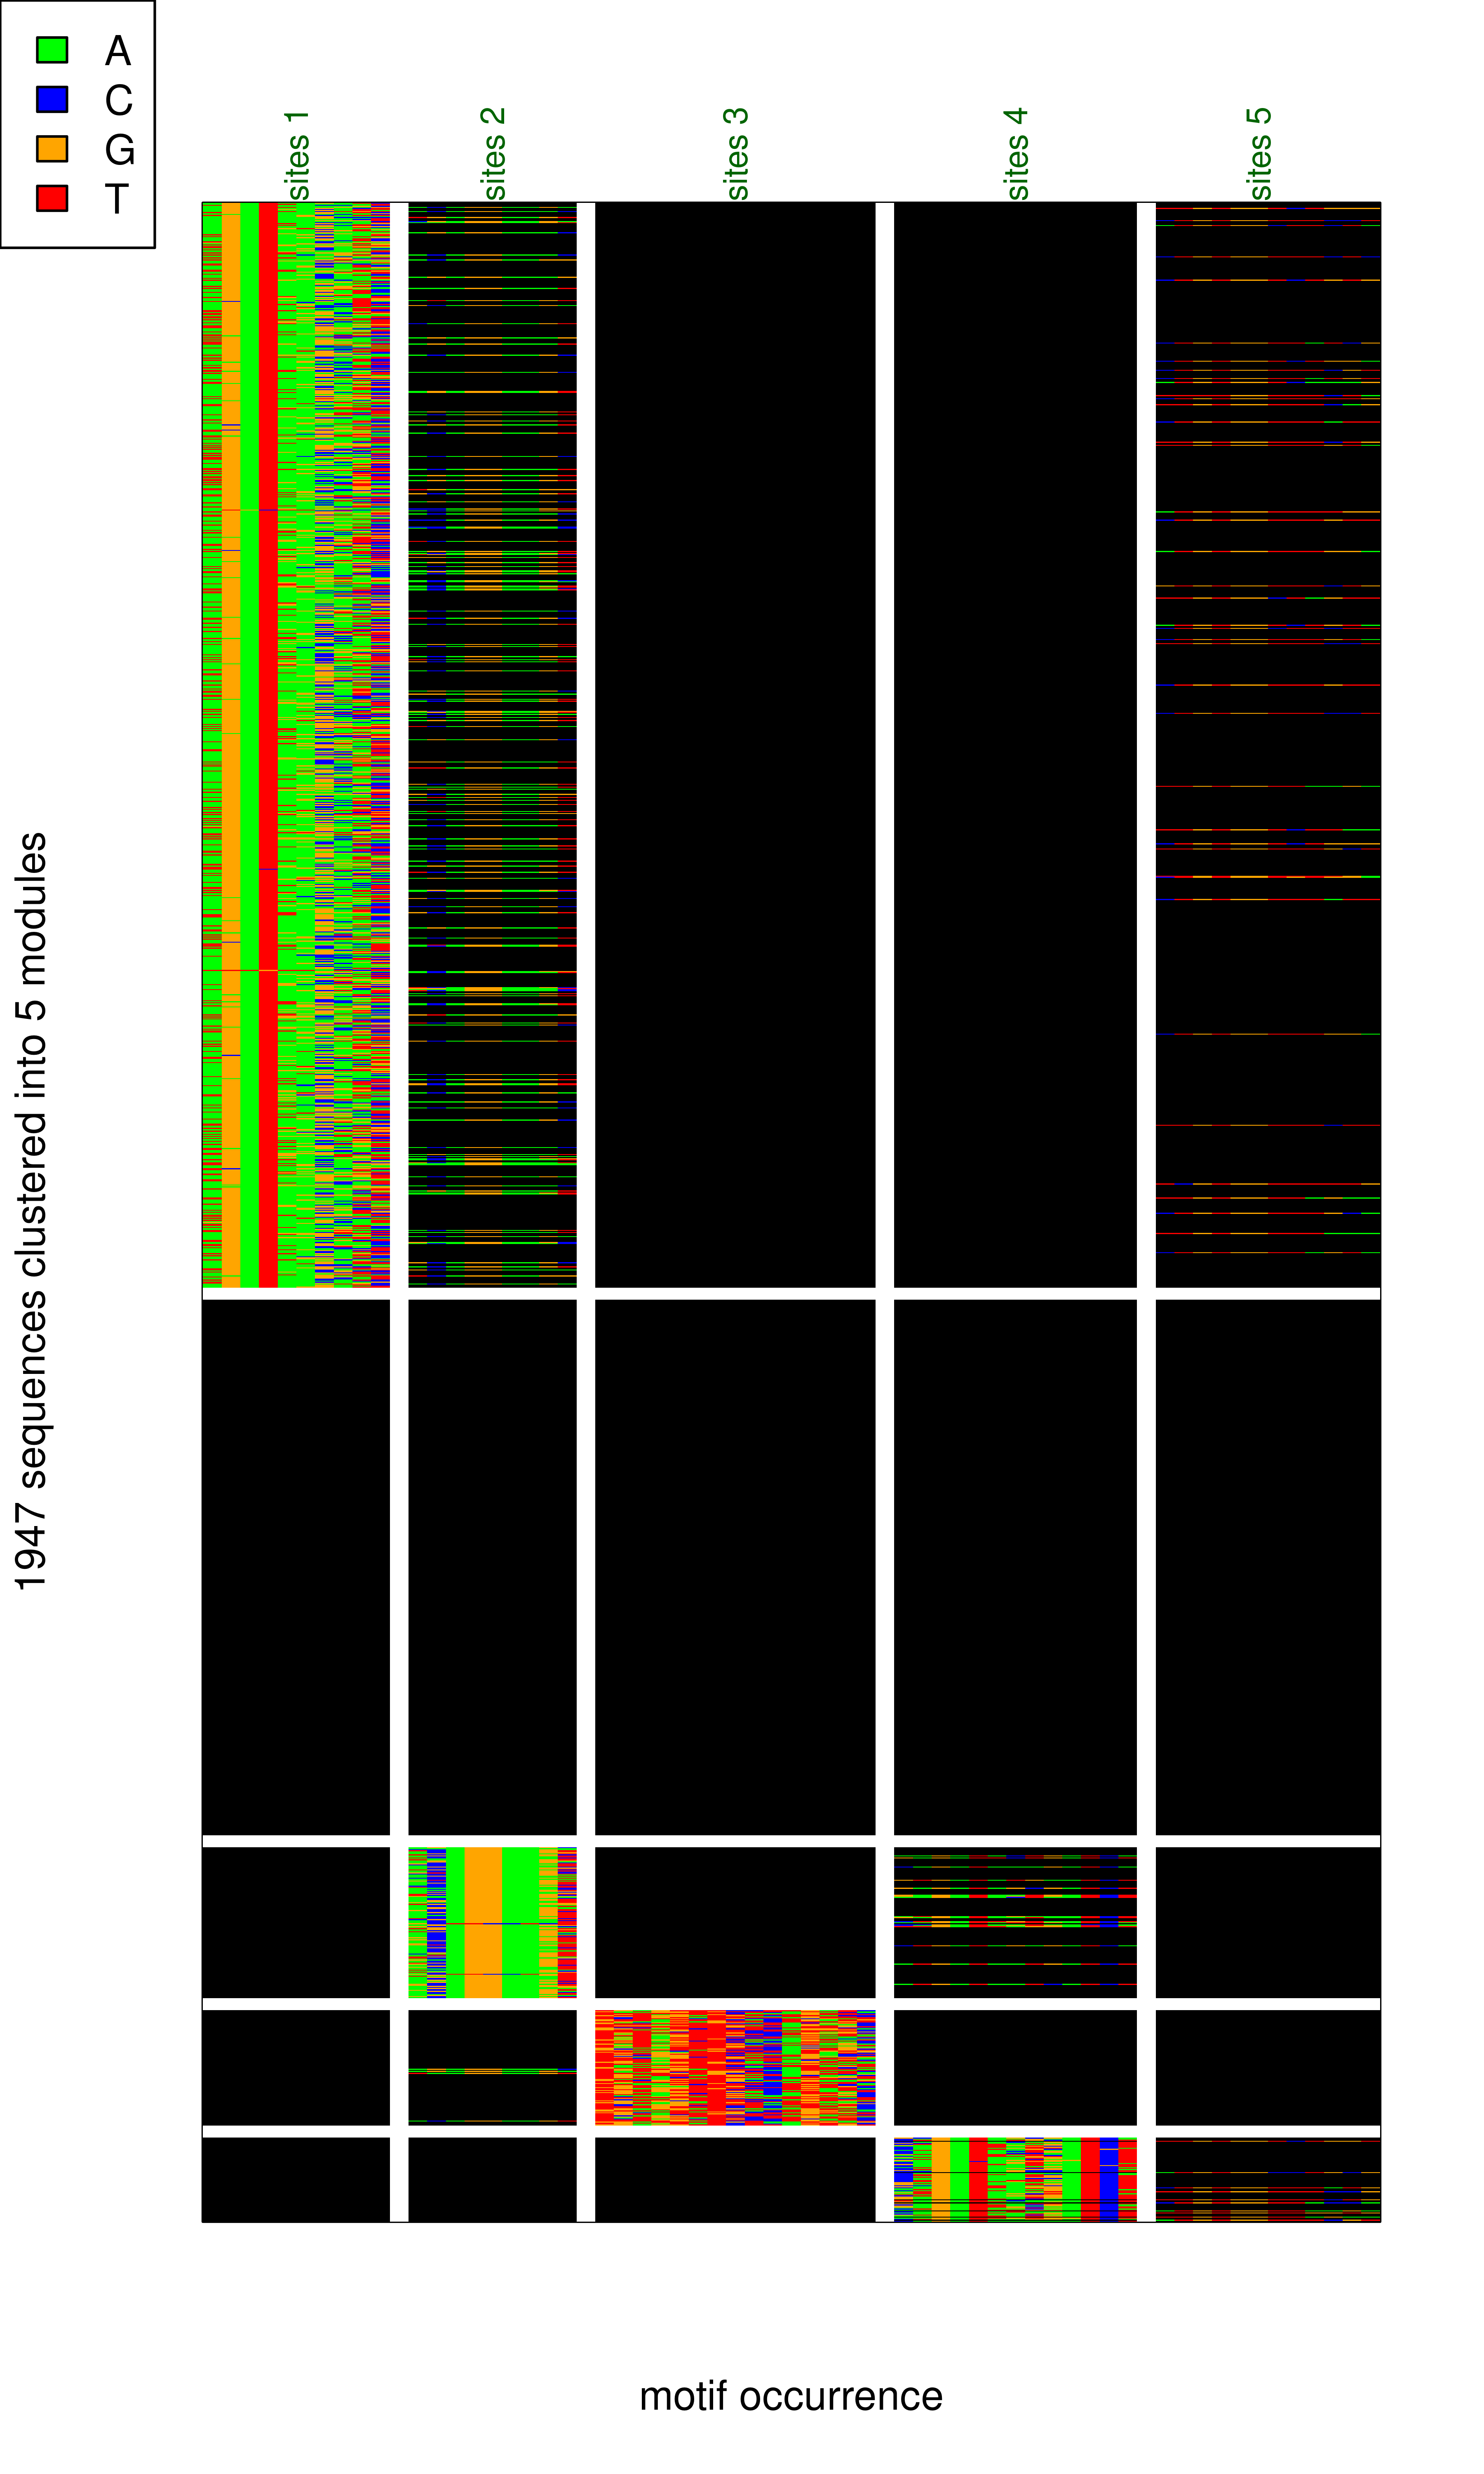 A
C
G
T
sites 1
sites 2
sites 3
sites 4
sites 5
1947 sequences clustered into 5 modules
motif occurrence